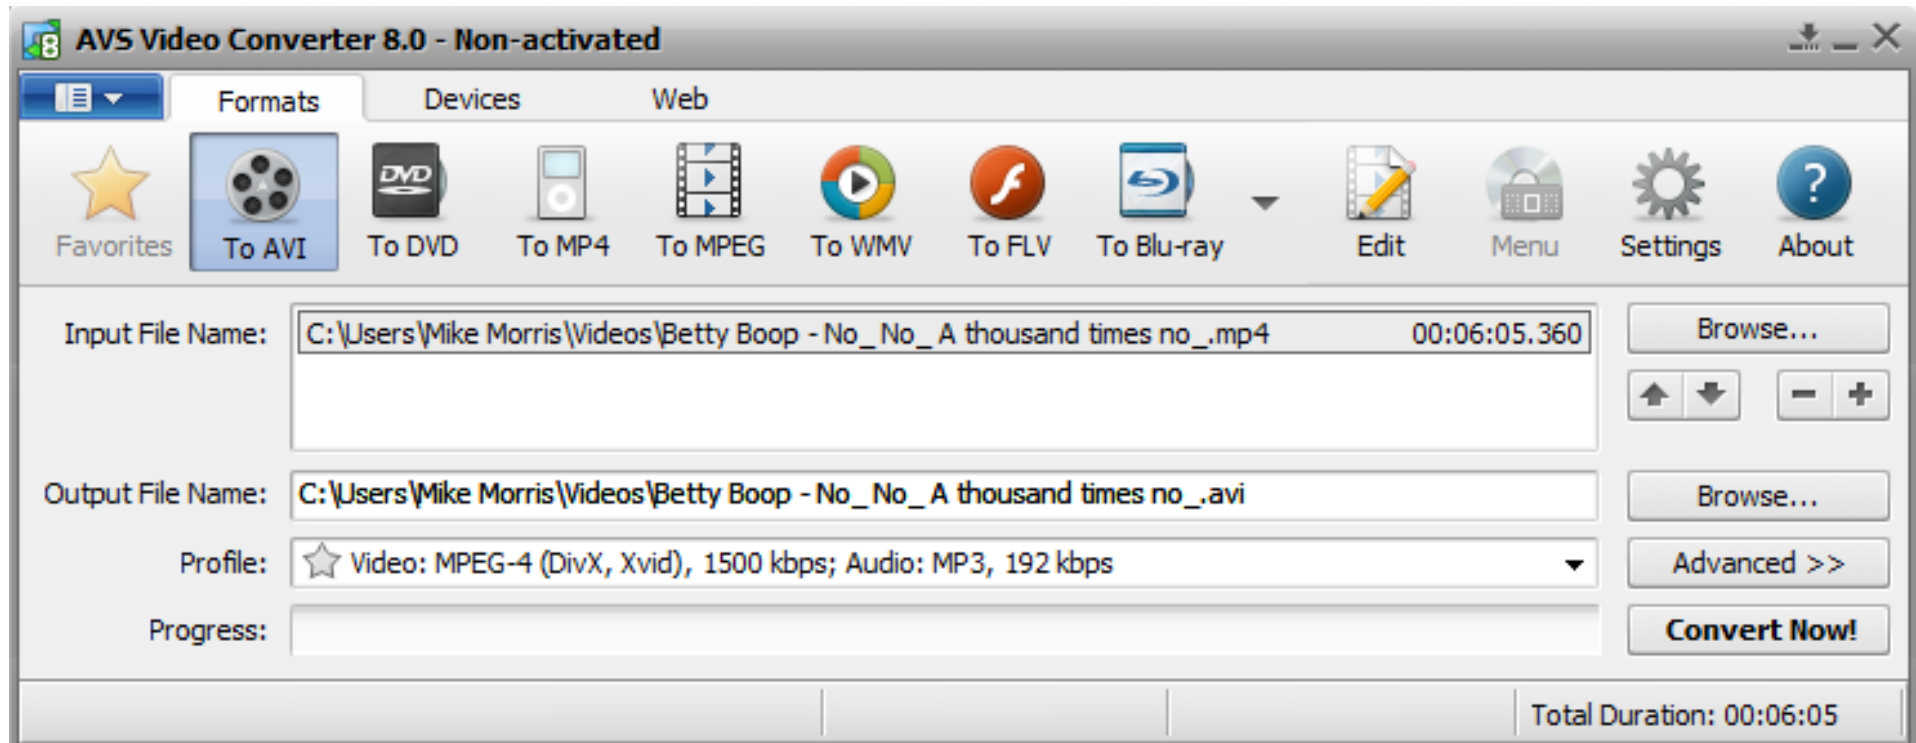 AVS Video Converter 8.0 - Non-activated
Formats Devices Web
Favorites To AVI To DVD To MP4 To MPEG To WMV To FLV To Blu-ray Edit Menu Settings About
Input File Name: C:\Users\Mike Morris\Videos\Betty Boop - No_ No_ A thousand times no_.mp4 00:06:05.360 Browse...
Output File Name: C:\Users\Mike Morris\Videos\Betty Boop - No_ No_ A thousand times no_.avi Browse...
Profile: Video: MPEG-4 (DivX, Xvid), 1500 kbps; Audio: MP3, 192 kbps Advanced >>
Progress: Convert Now!
Total Duration: 00:06:05